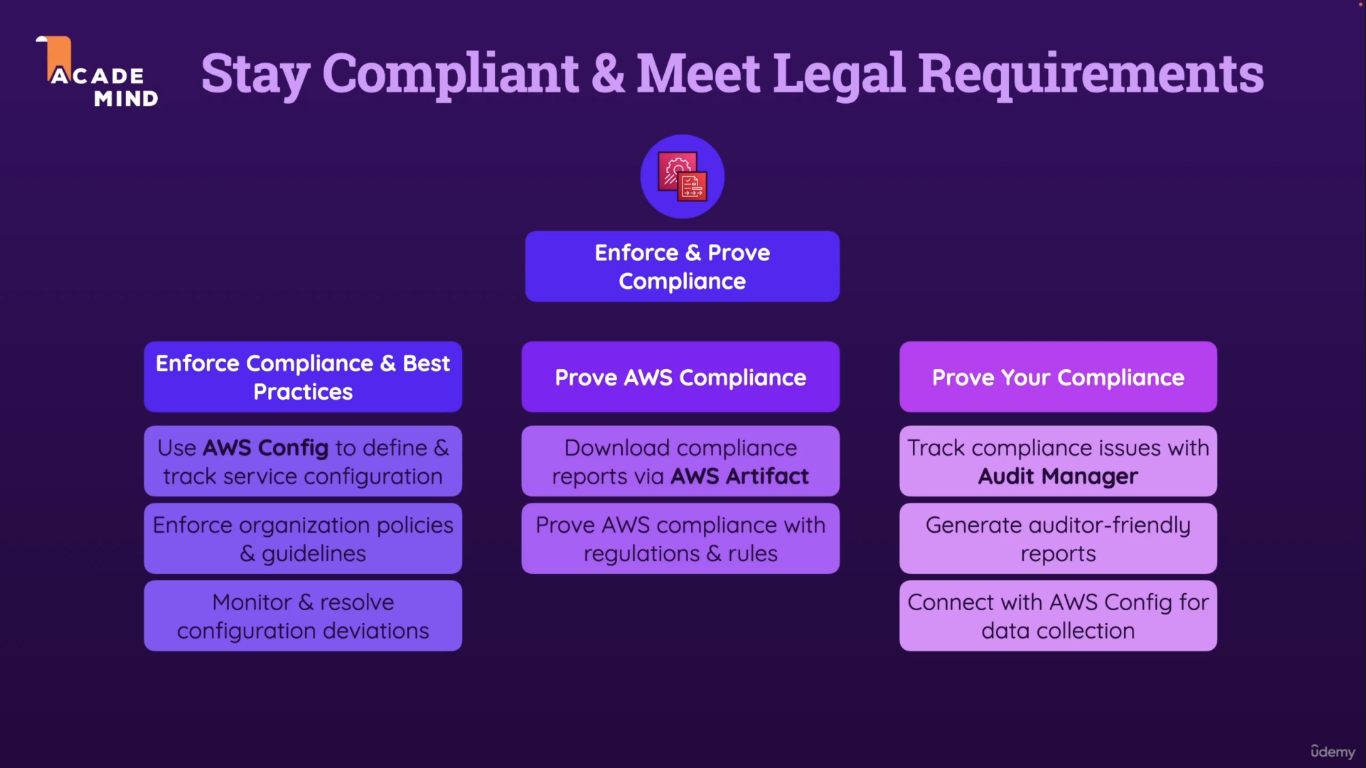 ACADE
MIND
Stay Compliant & Meet Legal Requirements
Enforce & Prove
Compliance
Enforce Compliance & Best
Practices
Use AWS Config to define &
track service configuration
Enforce organization policies
& guidelines
Monitor & resolve
configuration deviations
Prove AWS Compliance
Download compliance
reports via AWS Artifact
Prove AWS compliance with
regulations & rules
Prove Your Compliance
Track compliance issues with
Audit Manager
Generate auditor-friendly
reports
Connect with AWS Config for
data collection
ûdemy